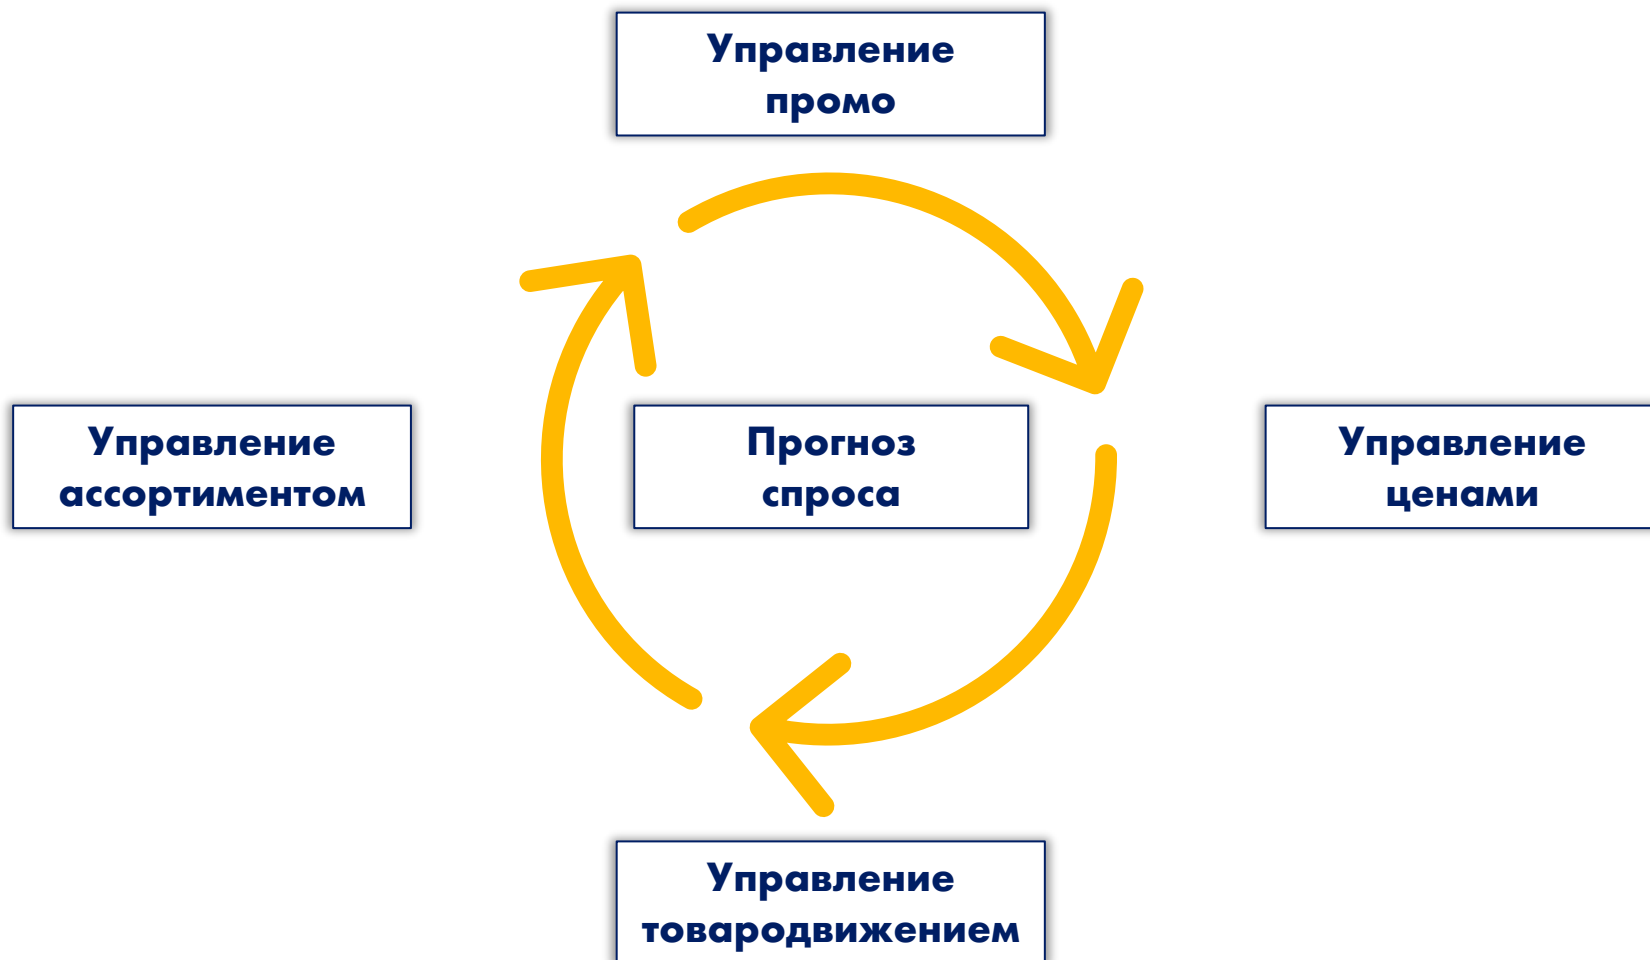 Управление
промо
Управление
ассортиментом
Прогноз
спроса
Управление
ценами
Управление
товародвижением